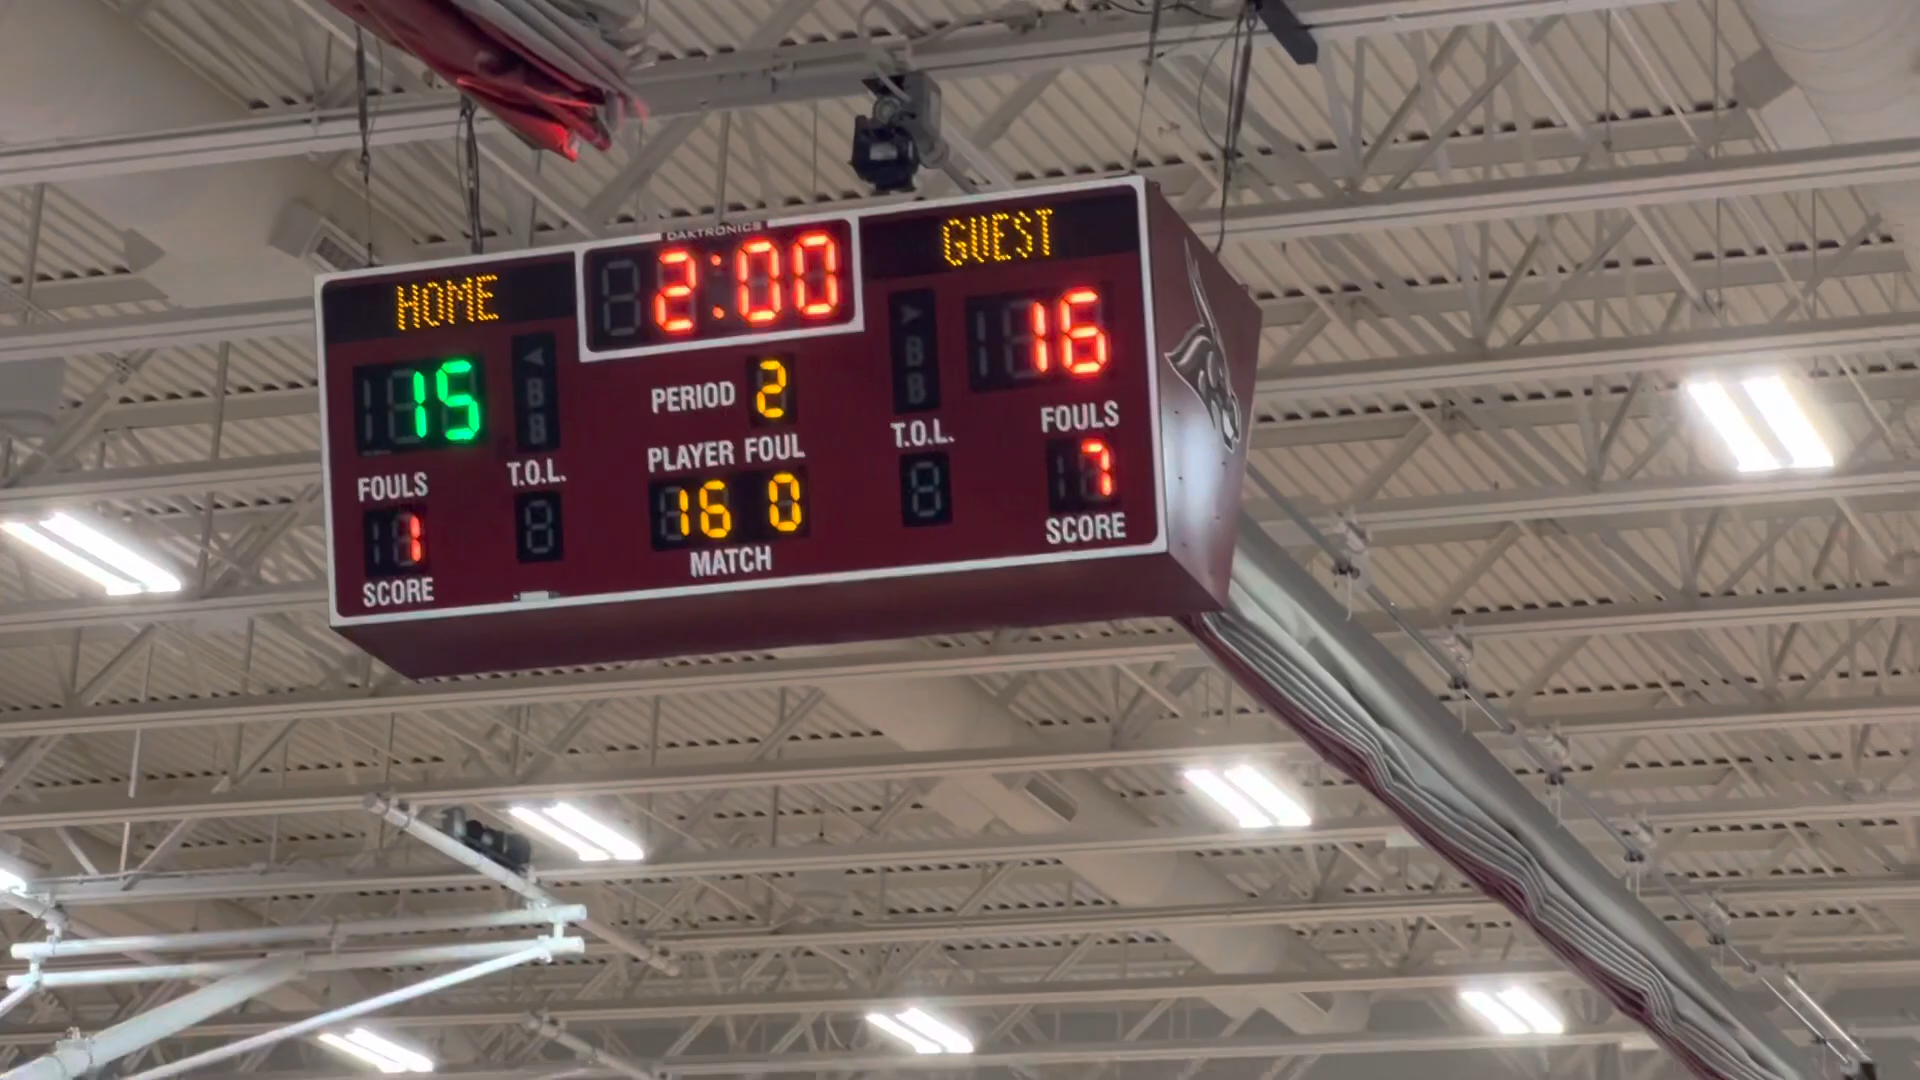 DAKTRONICS
HOME 2:00 GUEST
15 16
PERIOD 2
B B
B B
FOULS T.O.L. PLAYER FOUL T.O.L. FOULS
1 16 0 7
SCORE MATCH SCORE